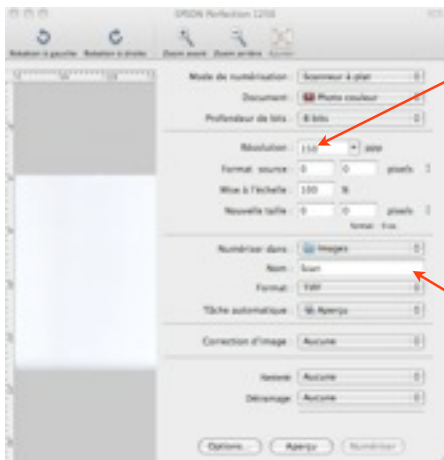 EPSON Perfection 1250
Rotation à gauche Rotation à droite Zoom avant Zoom arrière Ajuster
Mode de numérisation : Scanneur à plat
Document : Photo couleur
Profondeur de bits : 8 bits
Résolution : 150 ppp
Format source : 0 0 pixels
Mise à l'échelle : 100 %
Nouvelle taille : 0 0 pixels
Numériser dans : Images
Nom : Scan
Format : TIFF
Tâche automatique : Aperçu
Correction d'image : Aucune
Netteté : Aucune
Détramage : Aucune
Options... Aperçu Numériser